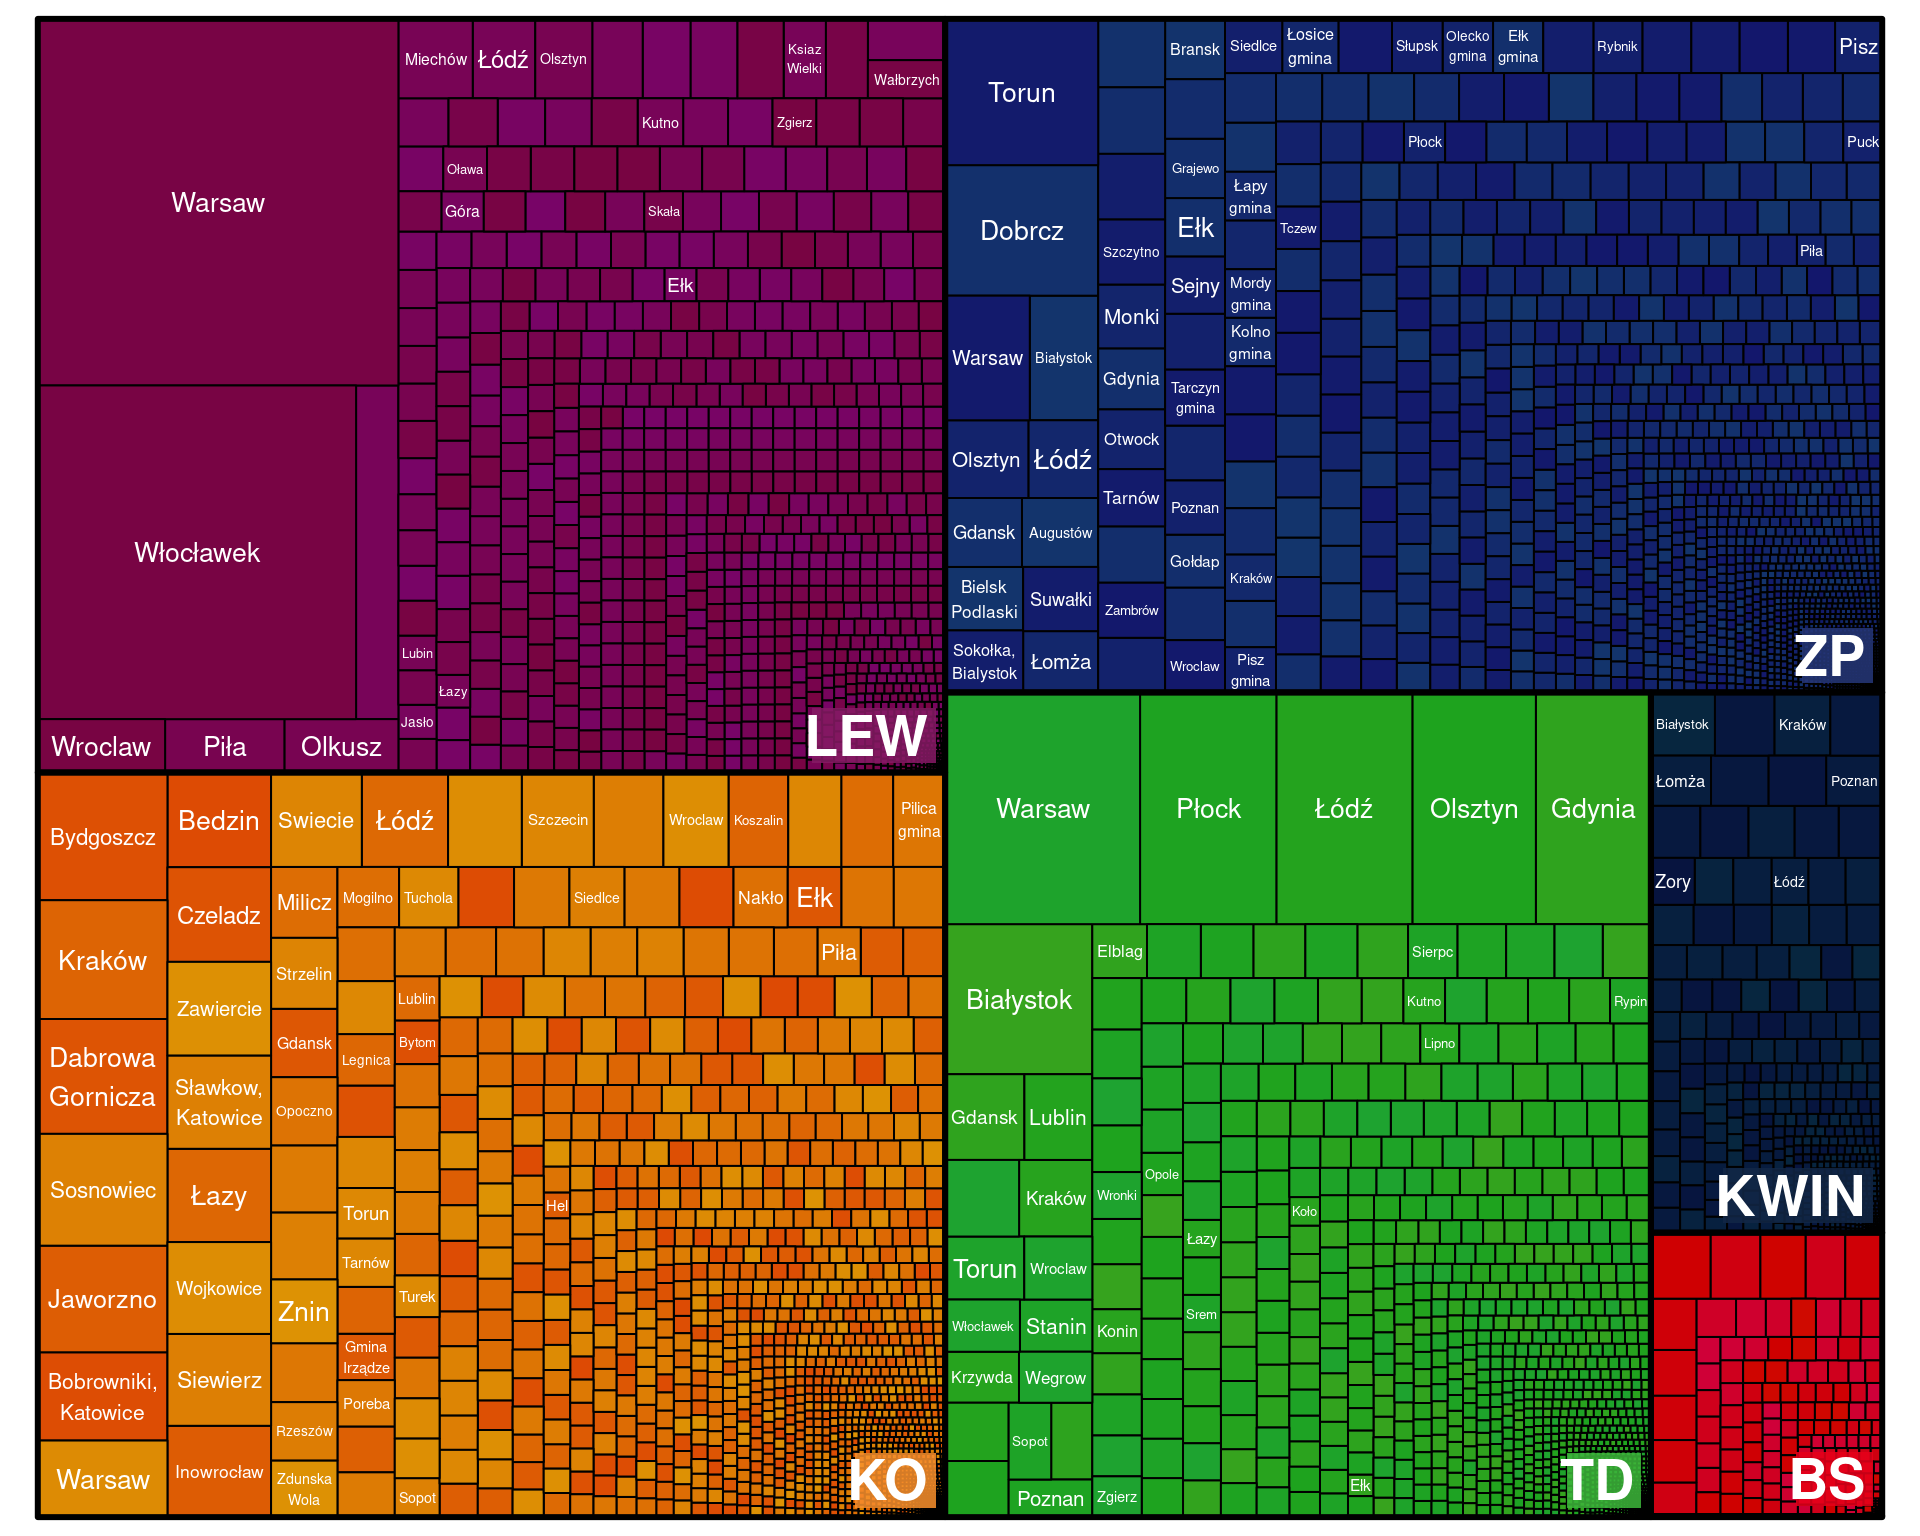 Warsaw
Włocławek
Wroclaw
Piła
Olkusz
Miechów
Łódź
Olsztyn
Ksiaz
Wielki
Wałbrzych
Kutno
Zgierz
Oława
Góra
Skała
Ełk
Lubin
Łazy
Jasło
LEW
Torun
Dobrcz
Warsaw
Białystok
Olsztyn
Łódź
Gdansk
Augustów
Bielsk
Podlaski
Suwałki
Sokołka,
Bialystok
Łomża
Szczytno
Monki
Gdynia
Otwock
Tarnów
Zambrów
Bransk
Grajewo
Ełk
Sejny
Tarczyn
gmina
Poznan
Gołdap
Wroclaw
Siedlce
Łosice
gmina
Słupsk
Olecko
gmina
Ełk
gmina
Rybnik
Pisz
Łapy
gmina
Mordy
gmina
Kolno
gmina
Kraków
Pisz
gmina
Tczew
Płock
Puck
Piła
ZP
Bydgoszcz
Kraków
Dabrowa
Gornicza
Sosnowiec
Jaworzno
Bobrowniki,
Katowice
Warsaw
Bedzin
Czeladz
Zawiercie
Sławkow,
Katowice
Łazy
Wojkowice
Siewierz
Inowrocław
Swiecie
Łódź
Szczecin
Wroclaw
Koszalin
Pilica
gmina
Milicz
Strzelin
Gdansk
Opoczno
Znin
Rzeszów
Zdunska
Wola
Mogilno
Tuchola
Siedlce
Nakło
Ełk
Legnica
Torun
Tarnów
Gmina
Irządze
Poreba
Piła
Lublin
Bytom
Turek
Sopot
Hel
KO
Warsaw
Płock
Łódź
Olsztyn
Gdynia
Białystok
Gdansk
Lublin
Kraków
Torun
Wroclaw
Włocławek
Stanin
Krzywda
Wegrow
Sopot
Poznan
Elbląg
Sierpc
Wronki
Konin
Zgierz
Kutno
Rypin
Opole
Lipno
Łazy
Srem
Koło
Ełk
TD
Białystok
Kraków
Łomża
Poznan
Zory
Łódź
KWIN
BS